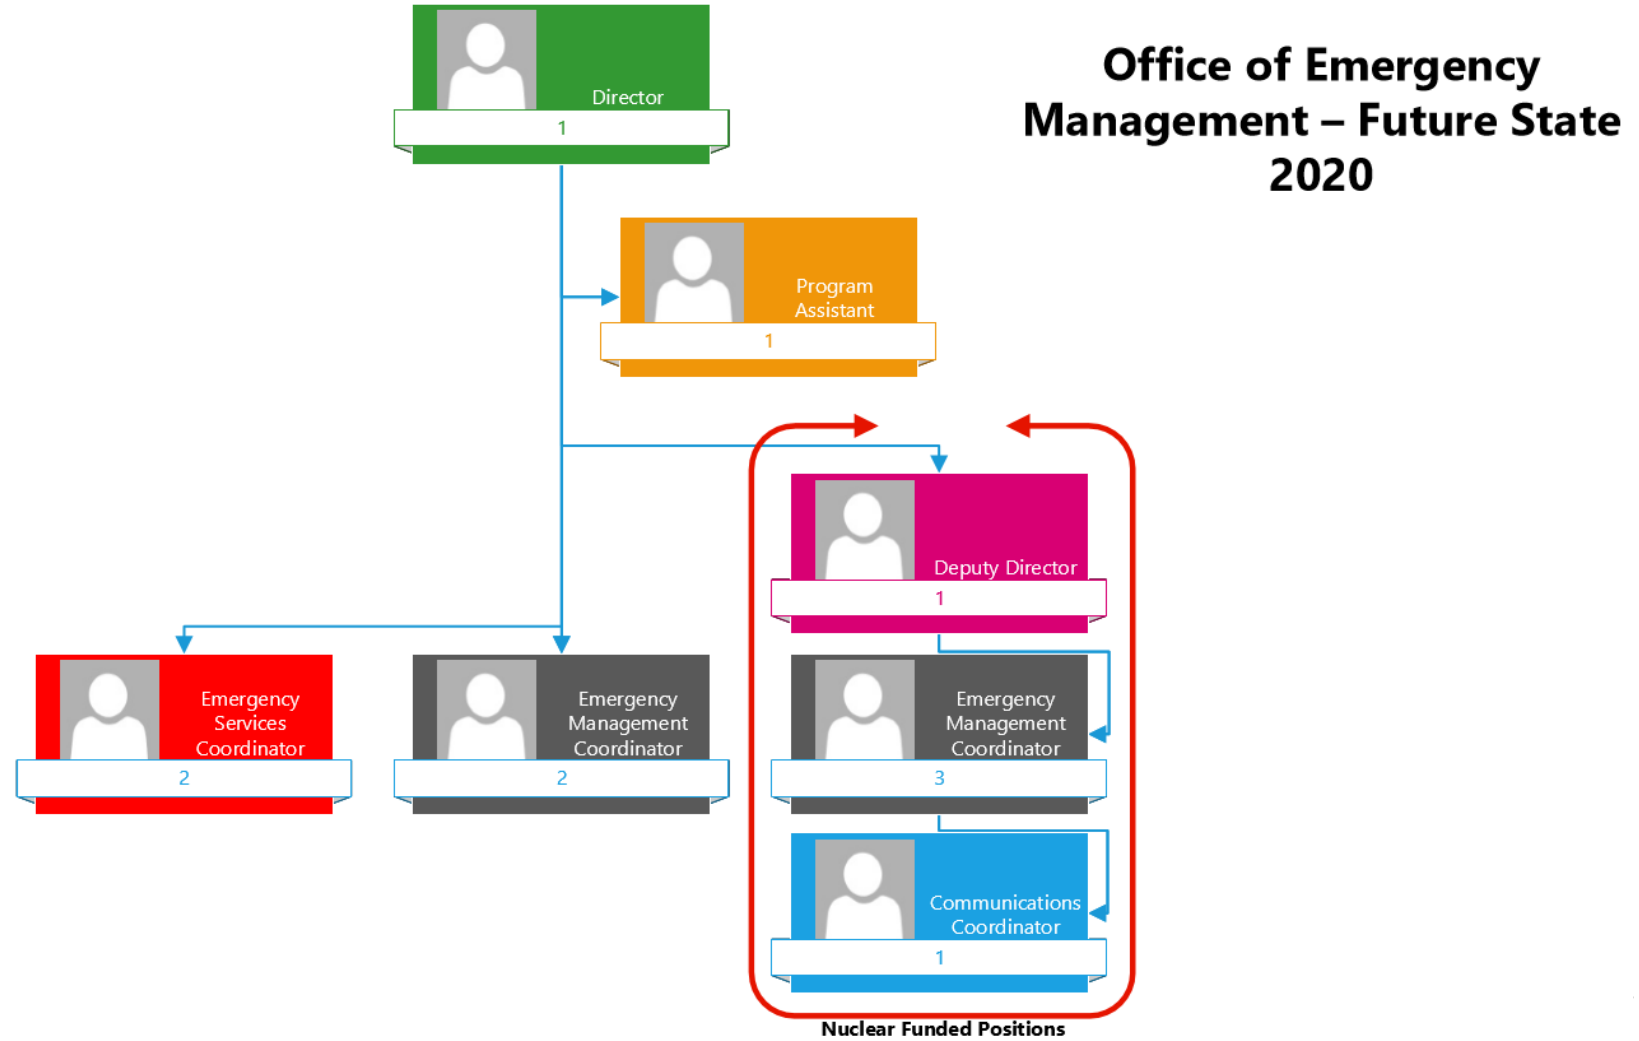 Office of Emergency
Management – Future State
2020
Director
1
Program
Assistant
1
Deputy Director
1
Emergency
Services
Coordinator
2
Emergency
Management
Coordinator
2
Emergency
Management
Coordinator
3
Communications
Coordinator
1
Nuclear Funded Positions